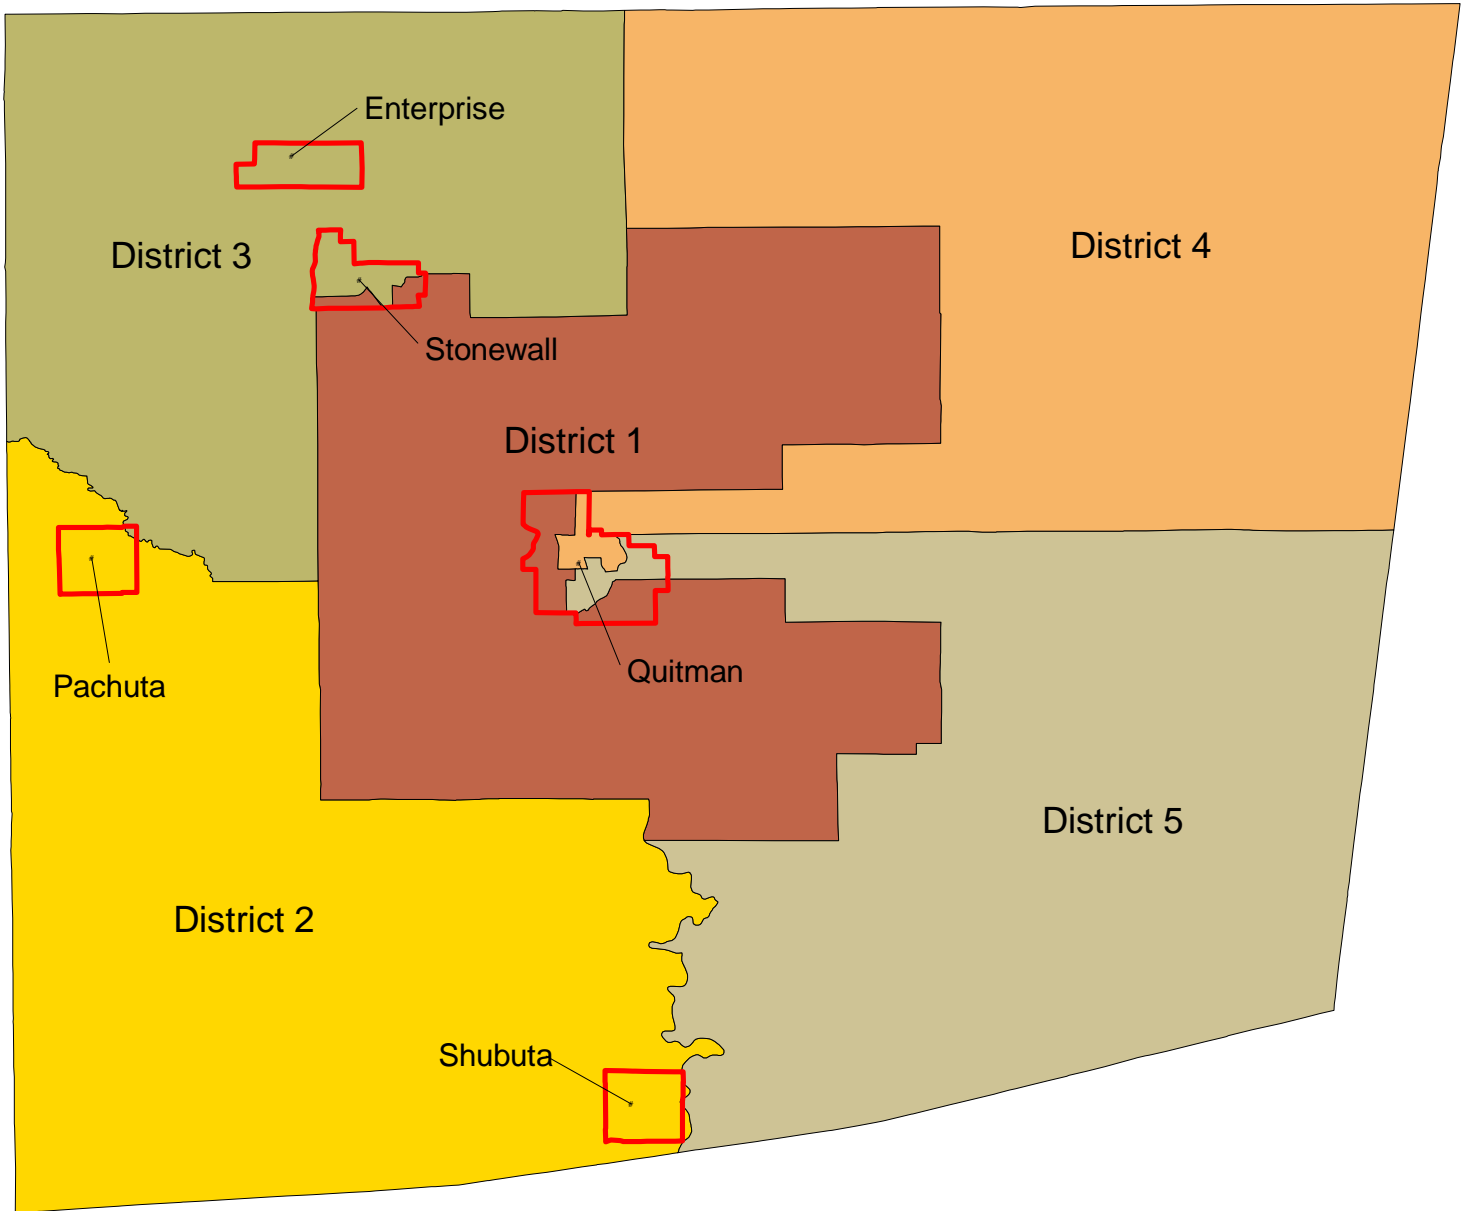 Enterprise
District 3
District 4
Stonewall
District 1
Quitman
Pachuta
District 5
District 2
Shubuta